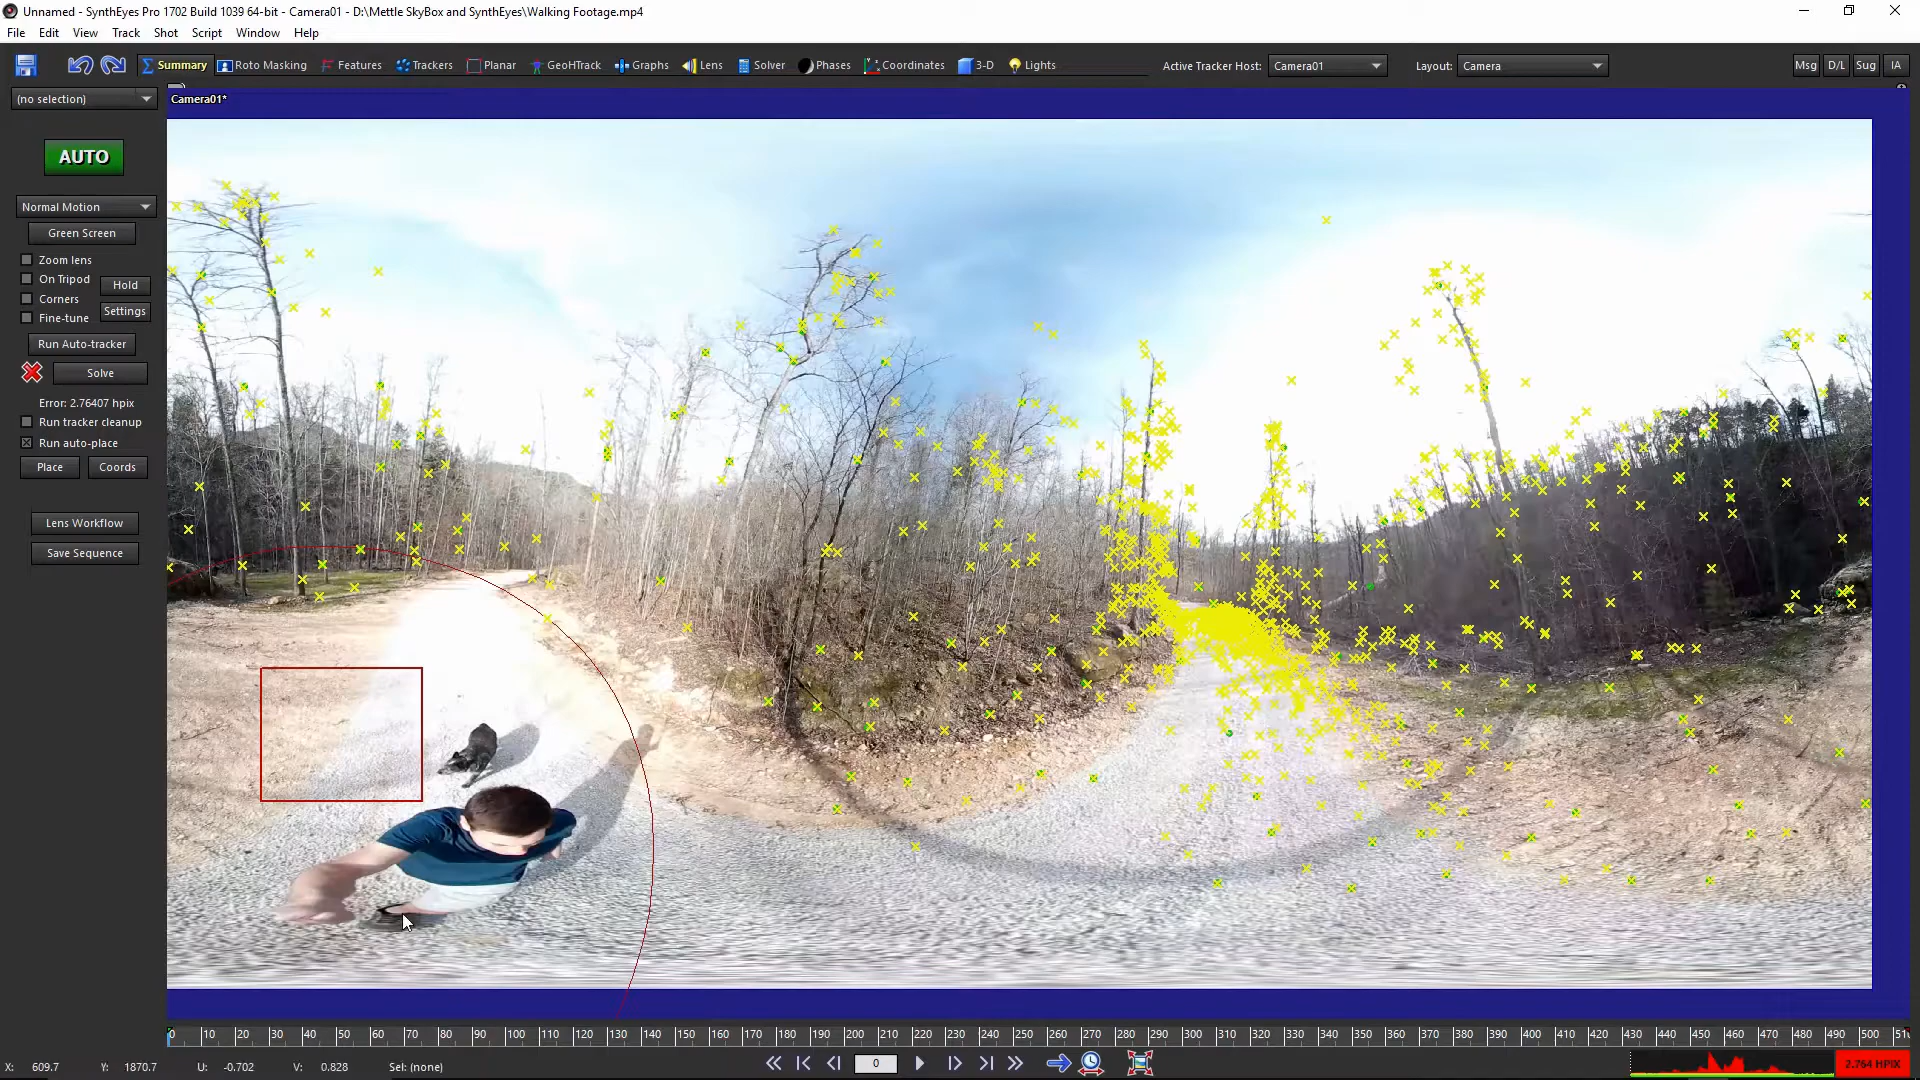 Unnamed - SynthEyes Pro 1702 Build 1039 64-bit - Camera01 - D:\Mettle SkyBox and SynthEyes\Walking Footage.mp4
File Edit View Track Shot Script Window Help
Summary Roto Masking Features Trackers Planar GeoHTrack Graphs Lens Solver Phases Coordinates 3-D Lights Active Tracker Host: Camera01 Layout: Camera Msg D/L Sug IA
(no selection)
Camera01*
AUTO
Normal Motion
Green Screen
Zoom lens
On Tripod Hold
Corners
Settings
Fine-tune
Run Auto-tracker
Solve
Error: 2.76407 hpix
Run tracker cleanup
Run auto-place
Place Coords
Lens Workflow
Save Sequence
0 10 20 30 40 50 60 70 80 90 100 110 120 130 140 150 160 170 180 190 200 210 220 230 240 250 260 270 280 290 300 310 320 330 340 350 360 370 380 390 400 410 420 430 440 450 460 470 480 490 500
X: 609.7 Y: 1870.7 U: -0.702 V: 0.828 Sel: (none) 0 2.764 HPIX